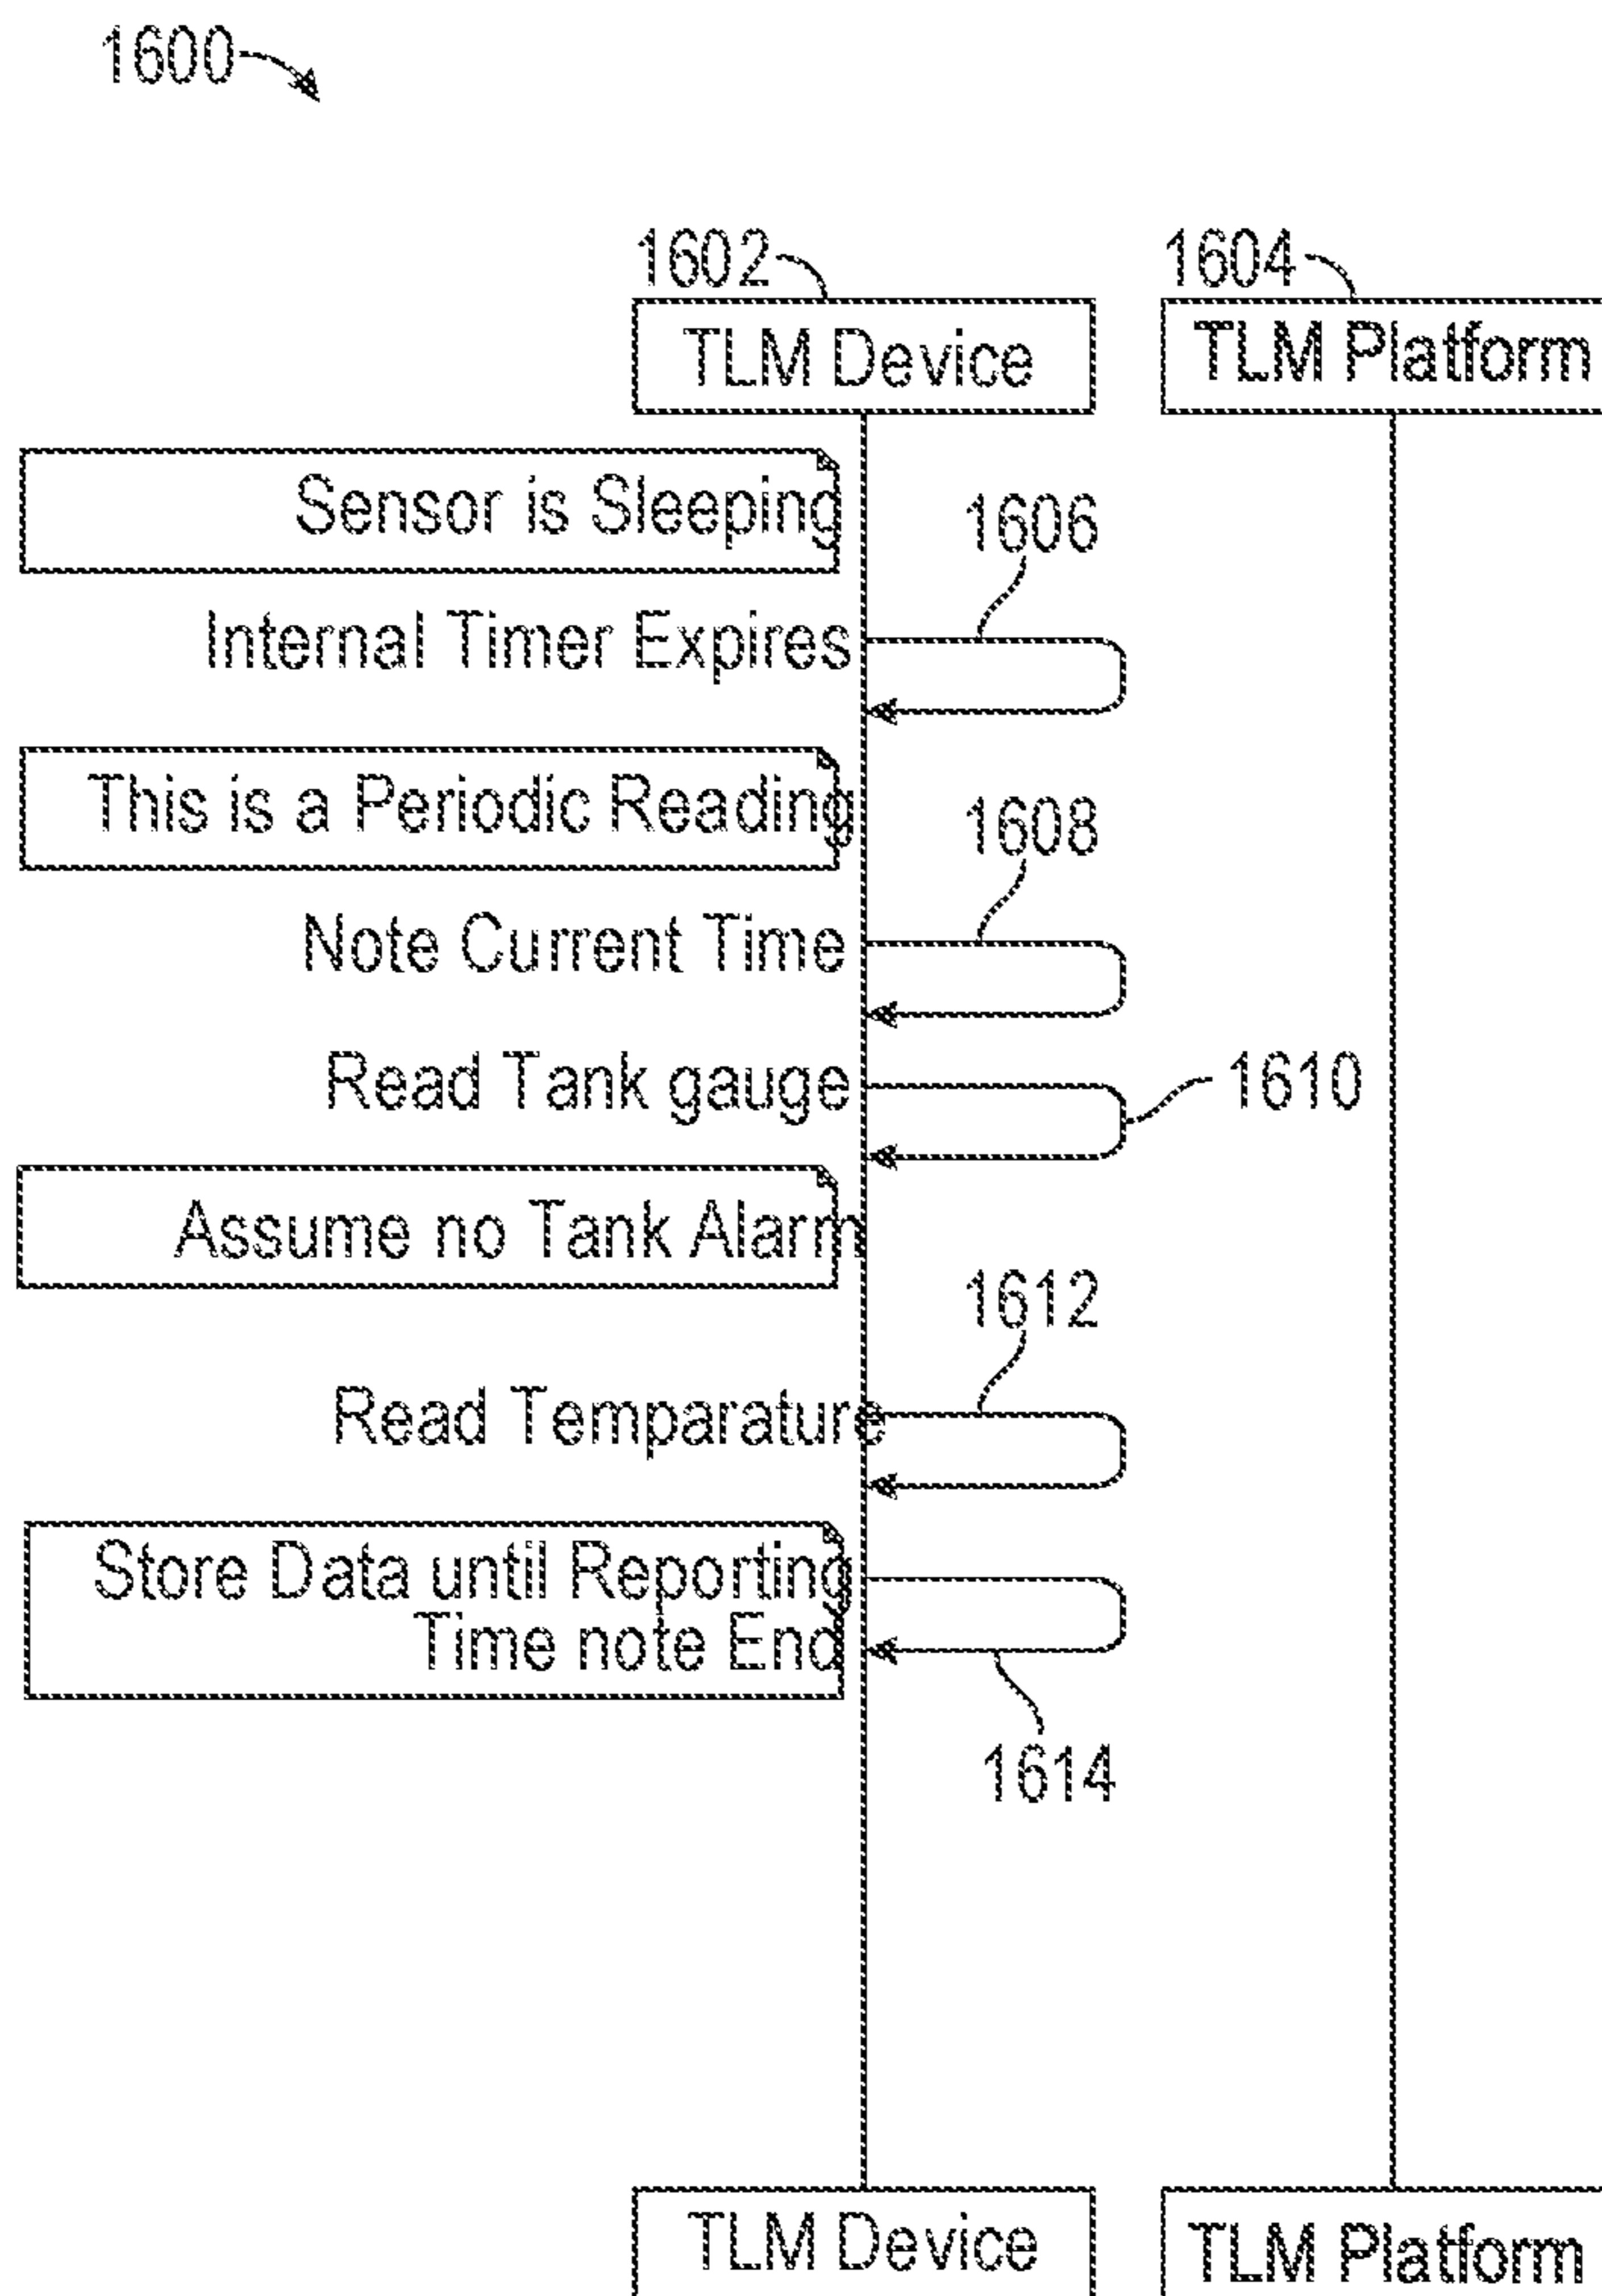 1600
1602
1604
TLM Device
TLM Platform
Sensor is Sleeping
1606
Internal Timer Expires
This is a Periodic Reading
1608
Note Current Time
Read Tank gauge
1610
Assume no Tank Alarm
1612
Read Temparature
Store Data until Reporting
Time note End
1614
TLM Device
TLM Platform